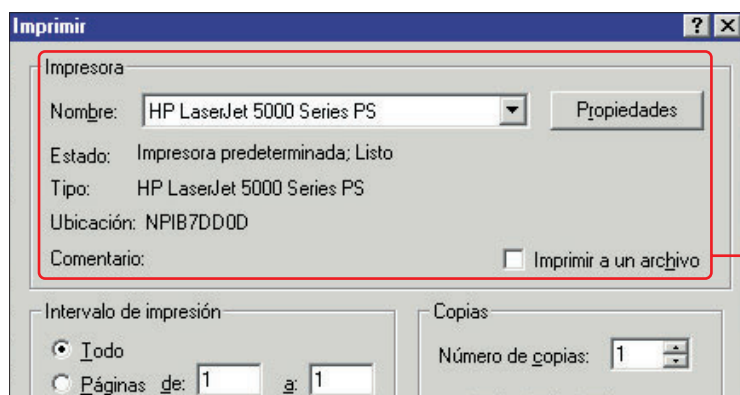 Imprimir
Impresora
Nombre: HP LaserJet 5000 Series PS Propiedades
Estado: Impresora predeterminada; Listo
Tipo: HP LaserJet 5000 Series PS
Ubicación: NPIB7DD0D
Comentario: Imprimir a un archivo
Intervalo de impresión Copias
Todo Número de copias: 1
Páginas de: 1 a: 1